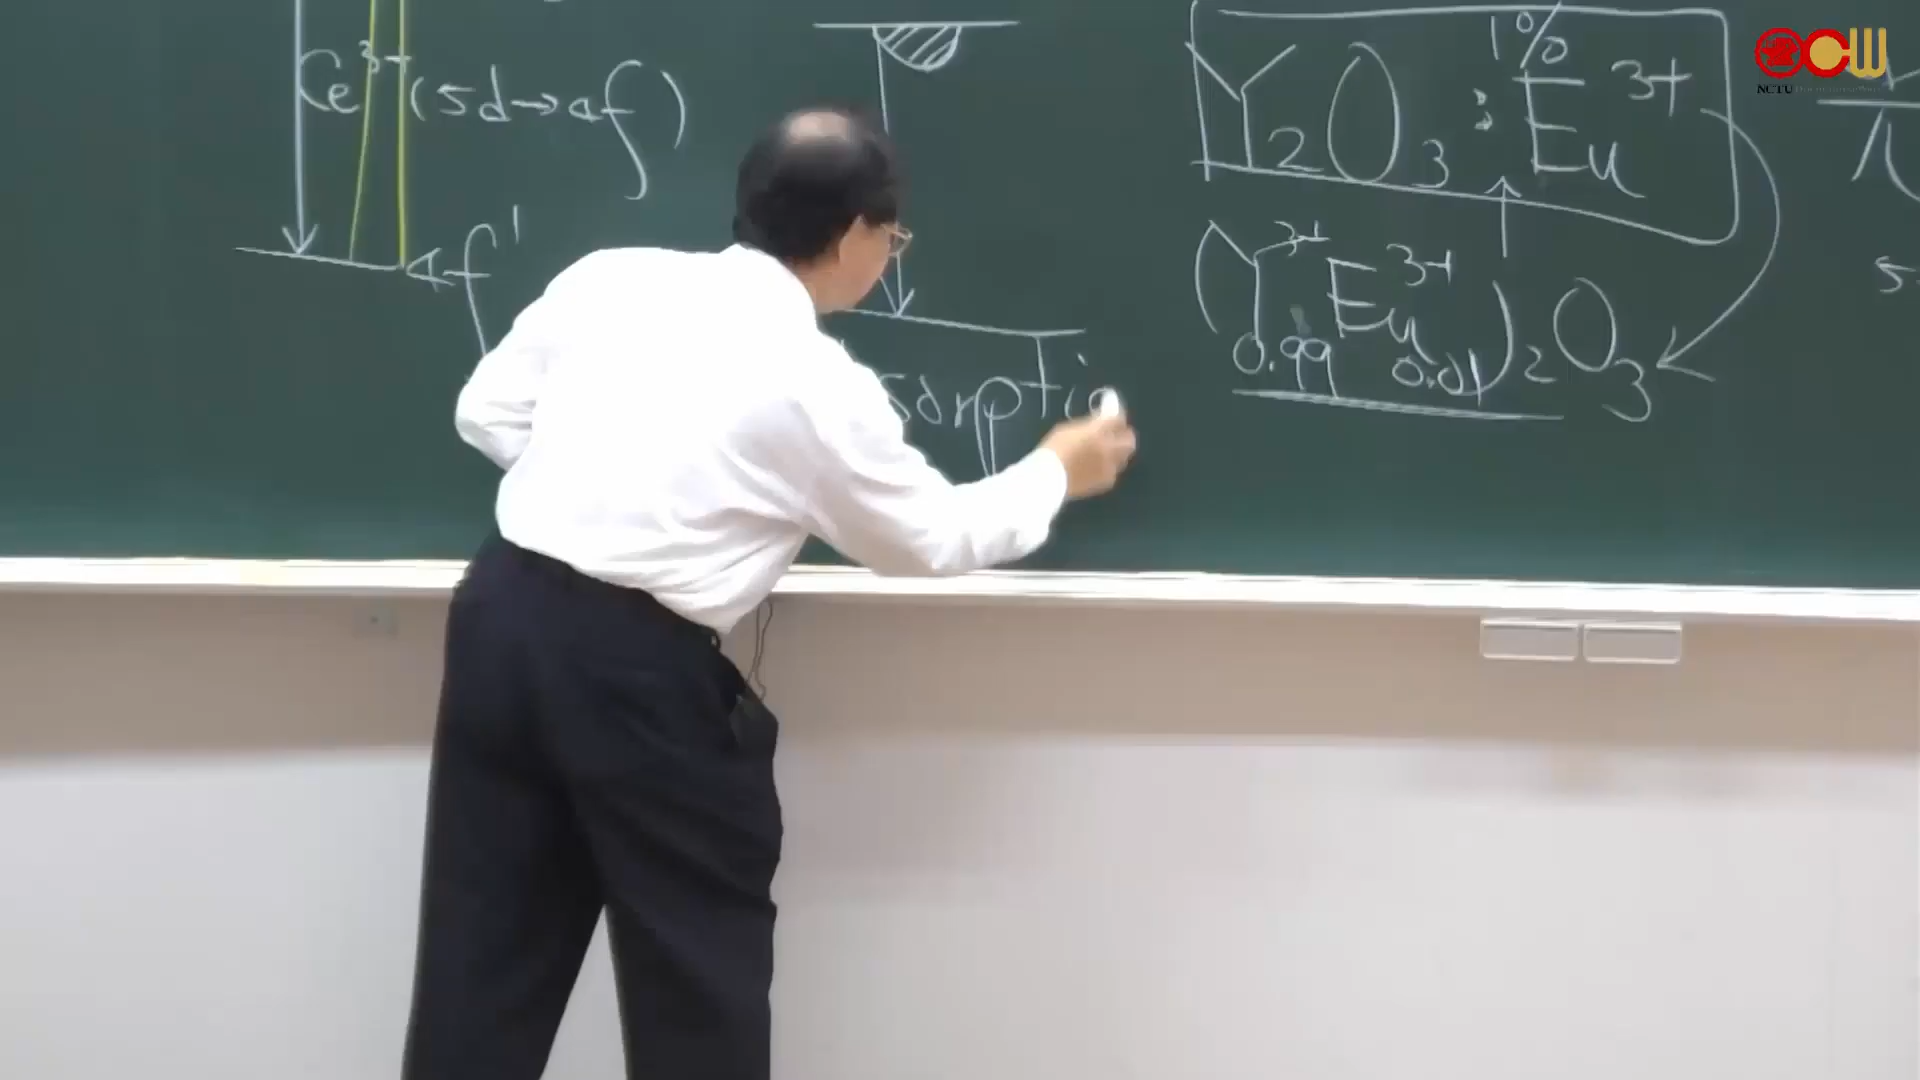 Ce³⁺(5d→4f)
4f¹
1%
Y₂O₃:Eu³⁺
(Y³⁺ Eu³⁺)₂O₃
0.99 0.01
NCTU